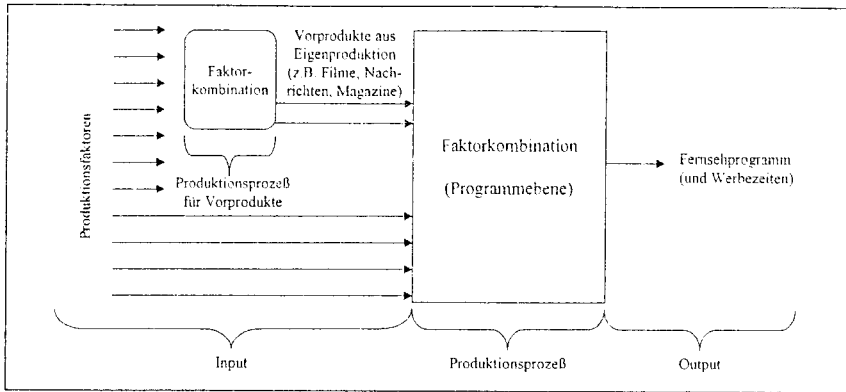 Vorprodukte aus
Eigenproduktion
(z.B. Filme, Nach-
richten, Magazine)
Faktor-
kombination
Produktionsfaktoren
Produktionsprozeß
für Vorprodukte
Faktorkombination
(Programmebene)
Fernsehprogramm
(und Werbezeiten)
Input
Produktionsprozeß
Output